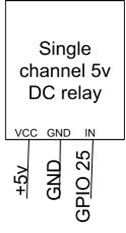 Single
channel 5v
DC relay
VCC GND IN
+5v
GND
GPIO 25